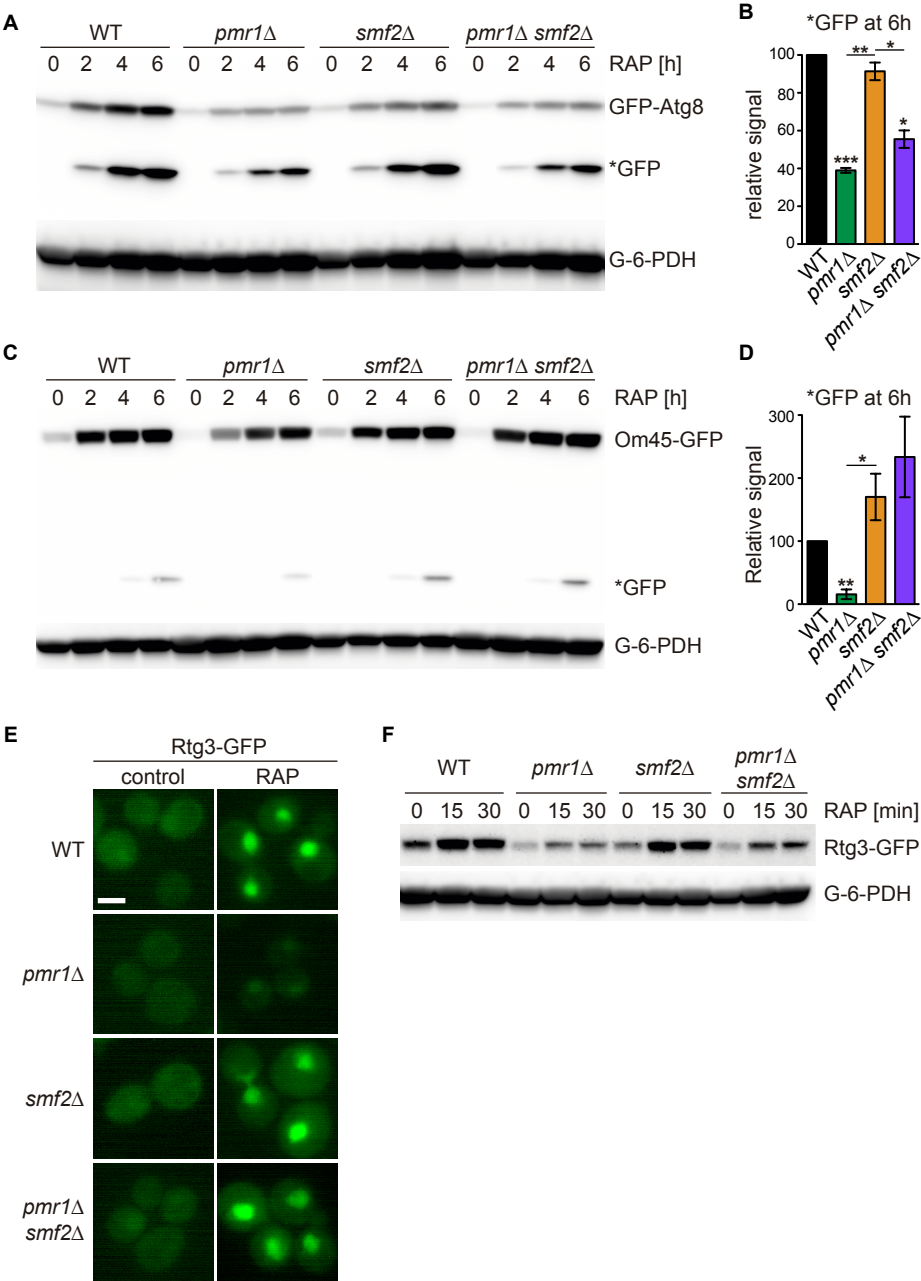 A
WT pmr1Δ smf2Δ pmr1Δ smf2Δ
0 2 4 6 0 2 4 6 0 2 4 6 0 2 4 6 RAP [h]
GFP-Atg8
*GFP
G-6-PDH
B
*GFP at 6h
relative signal
100
80
60
40
20
0
*** ** * *
WT pmr1Δ smf2Δ pmr1Δ smf2Δ
C
WT pmr1Δ smf2Δ pmr1Δ smf2Δ
0 2 4 6 0 2 4 6 0 2 4 6 0 2 4 6 RAP [h]
Om45-GFP
*GFP
G-6-PDH
D
*GFP at 6h
Relative signal
300
200
100
0
** *
WT pmr1Δ smf2Δ pmr1Δ smf2Δ
E
Rtg3-GFP
control RAP
WT
pmr1Δ
smf2Δ
pmr1Δ
smf2Δ
F
WT pmr1Δ smf2Δ pmr1Δ
smf2Δ
0 15 30 0 15 30 0 15 30 0 15 30 RAP [min]
Rtg3-GFP
G-6-PDH